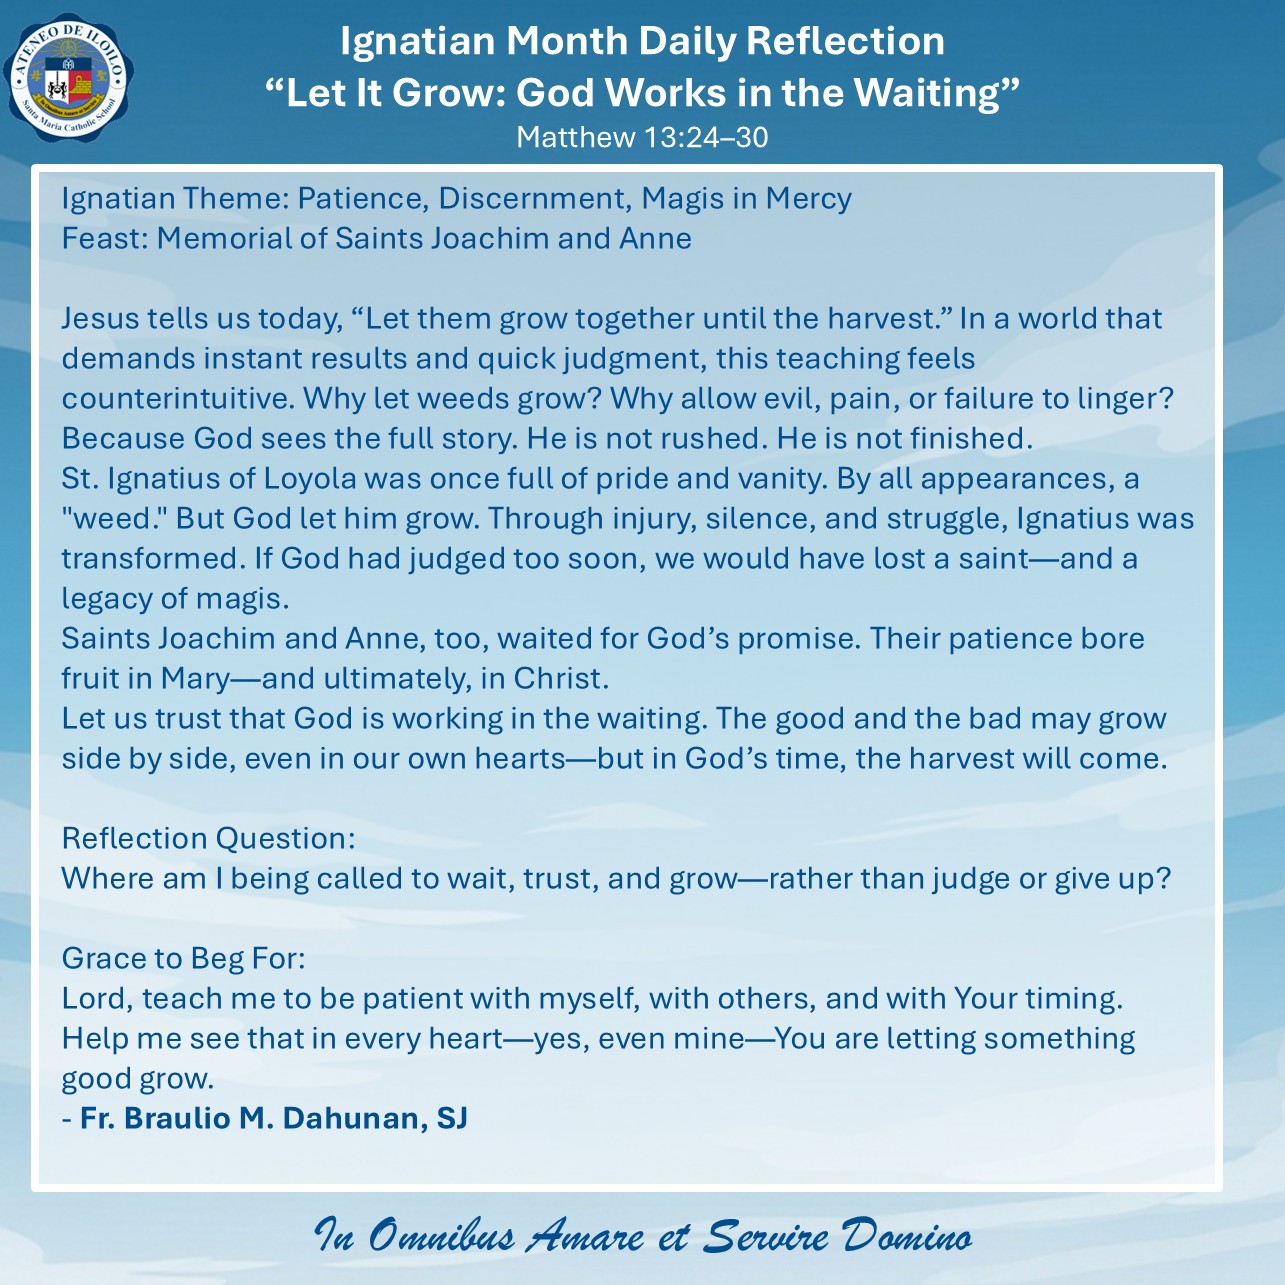 ATENEO DE ILOILO
Santa Maria Catholic School
Ignatian Month Daily Reflection
“Let It Grow: God Works in the Waiting”
Matthew 13:24–30
Ignatian Theme: Patience, Discernment, Magis in Mercy
Feast: Memorial of Saints Joachim and Anne
Jesus tells us today, “Let them grow together until the harvest.” In a world that
demands instant results and quick judgment, this teaching feels
counterintuitive. Why let weeds grow? Why allow evil, pain, or failure to linger?
Because God sees the full story. He is not rushed. He is not finished.
St. Ignatius of Loyola was once full of pride and vanity. By all appearances, a
"weed." But God let him grow. Through injury, silence, and struggle, Ignatius was
transformed. If God had judged too soon, we would have lost a saint—and a
legacy of magis.
Saints Joachim and Anne, too, waited for God’s promise. Their patience bore
fruit in Mary—and ultimately, in Christ.
Let us trust that God is working in the waiting. The good and the bad may grow
side by side, even in our own hearts—but in God’s time, the harvest will come.
Reflection Question:
Where am I being called to wait, trust, and grow—rather than judge or give up?
Grace to Beg For:
Lord, teach me to be patient with myself, with others, and with Your timing.
Help me see that in every heart—yes, even mine—You are letting something
good grow.
- Fr. Braulio M. Dahunan, SJ
In Omnibus Amare et Servire Domino